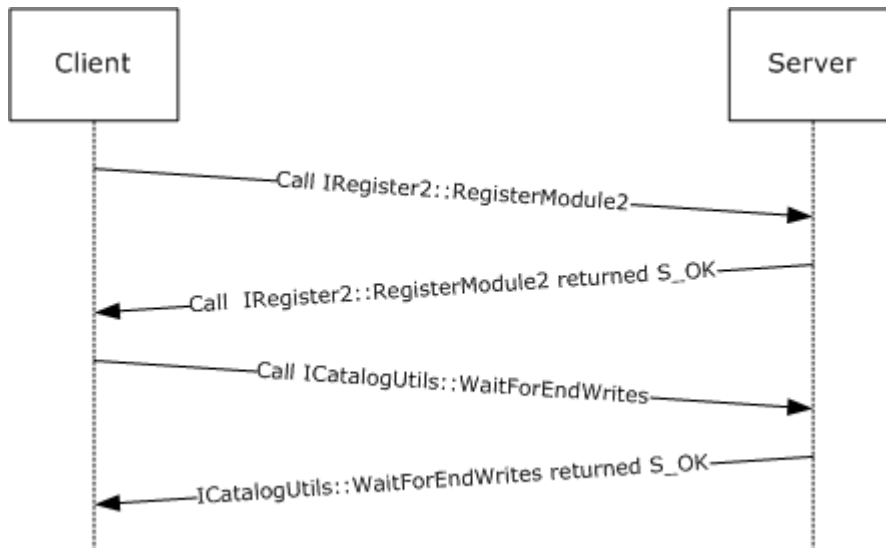 Client
Server
Call IRegister2::RegisterModule2
Call  IRegister2::RegisterModule2 returned S_OK
Call ICatalogUtils::WaitForEndWrites
ICatalogUtils::WaitForEndWrites returned S_OK